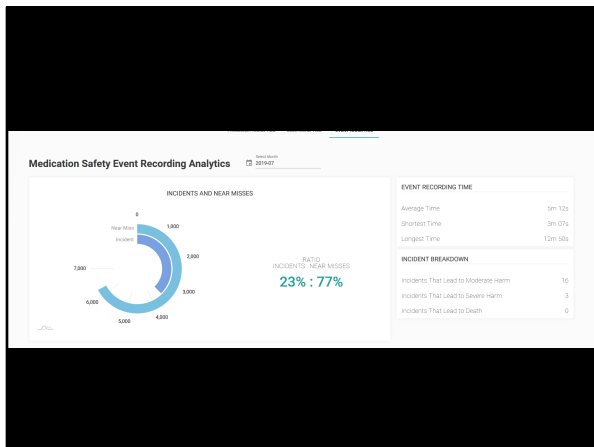 Medication Safety Event Recording Analytics
Select Month
2019-07
INCIDENTS AND NEAR MISSES
0
1,000
2,000
3,000
4,000
5,000
6,000
7,000
Near Miss
Incident
RATIO
INCIDENTS : NEAR MISSES
23% : 77%
EVENT RECORDING TIME
Average Time 5m 12s
Shortest Time 3m 07s
Longest Time 12m 50s
INCIDENT BREAKDOWN
Incidents That Lead to Moderate Harm 16
Incidents That Lead to Severe Harm 3
Incidents That Lead to Death 0